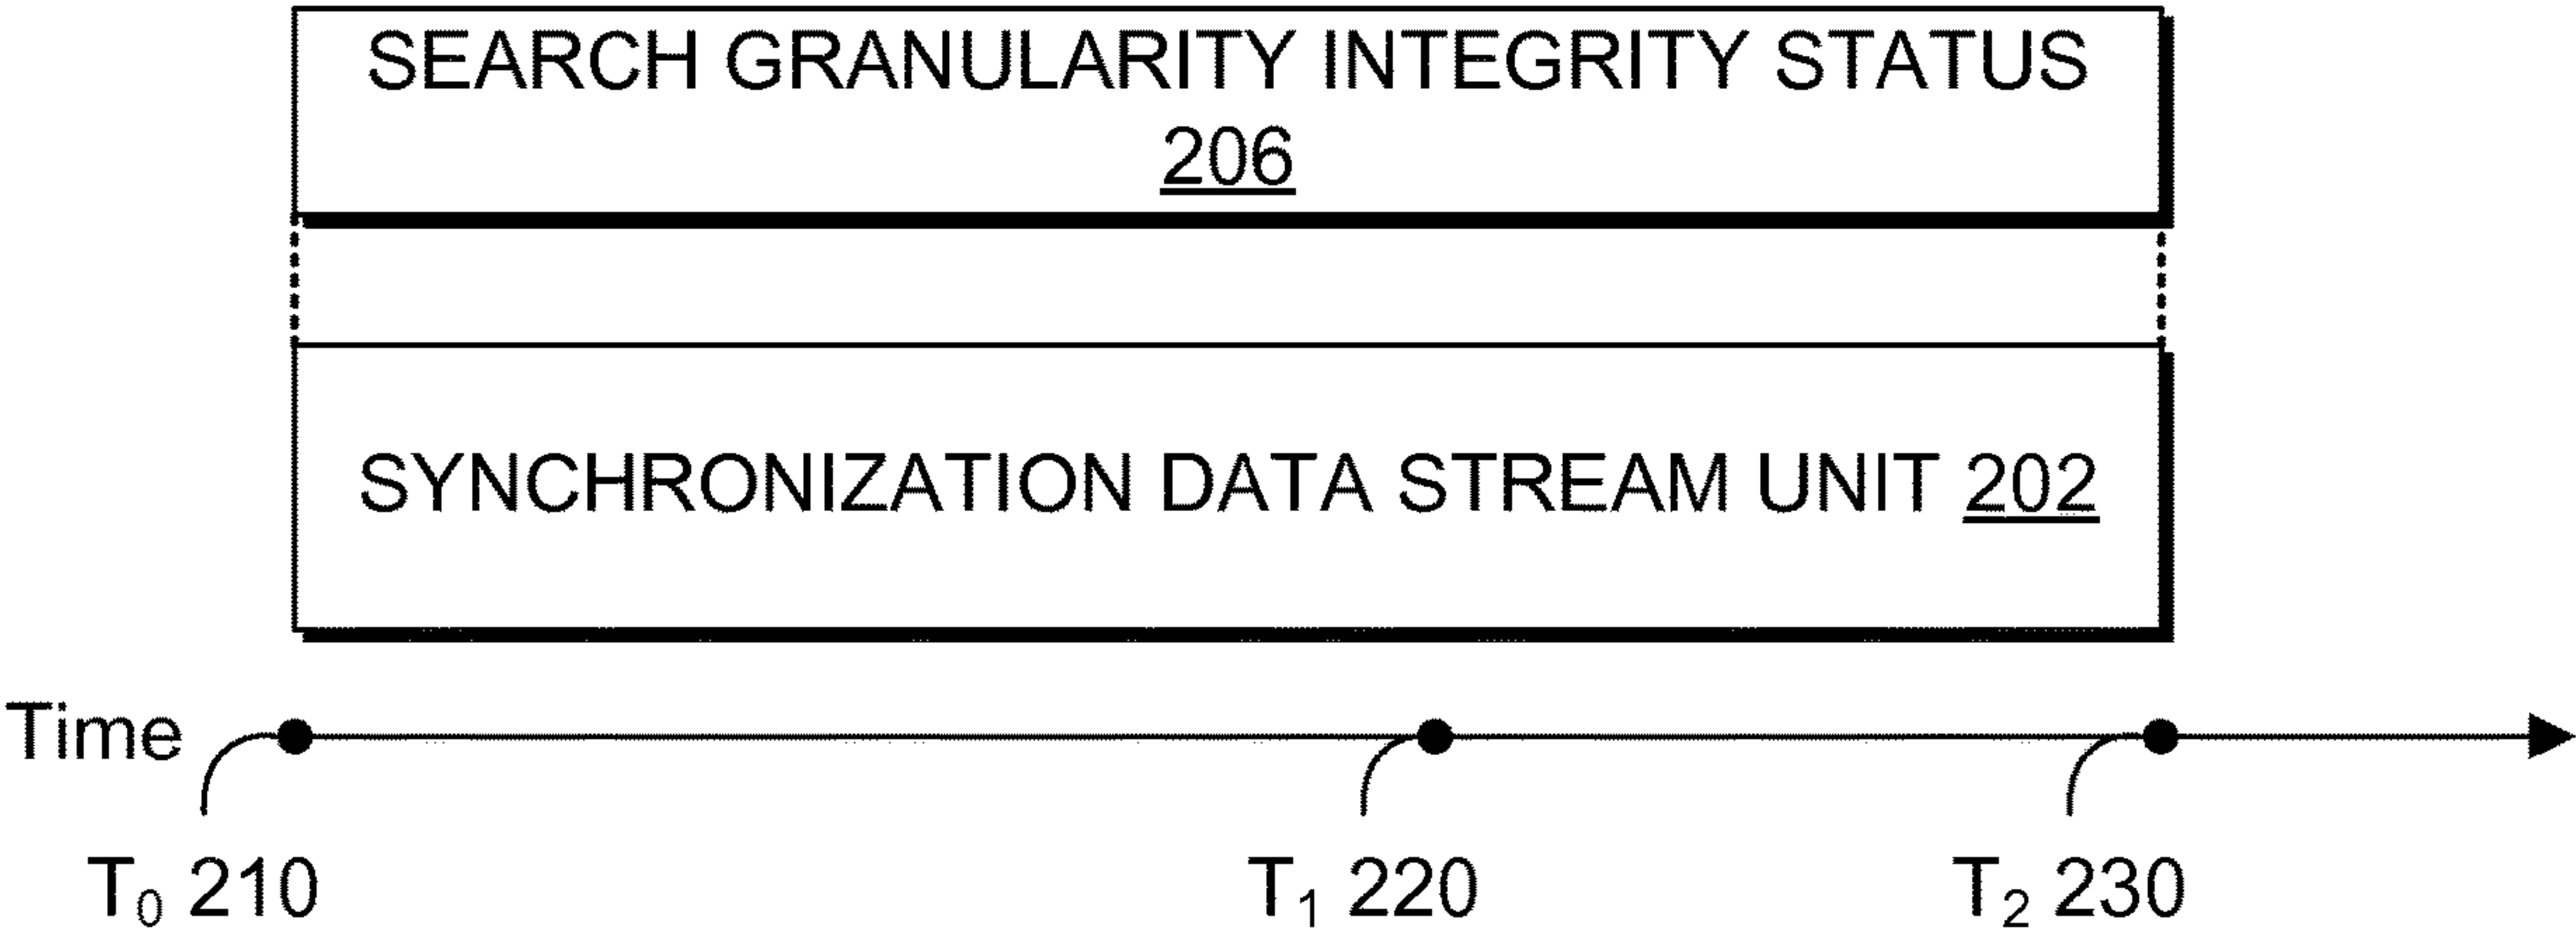 SEARCH GRANULARITY INTEGRITY STATUS
206
SYNCHRONIZATION DATA STREAM UNIT 202
Time
T0 210
T1 220
T2 230